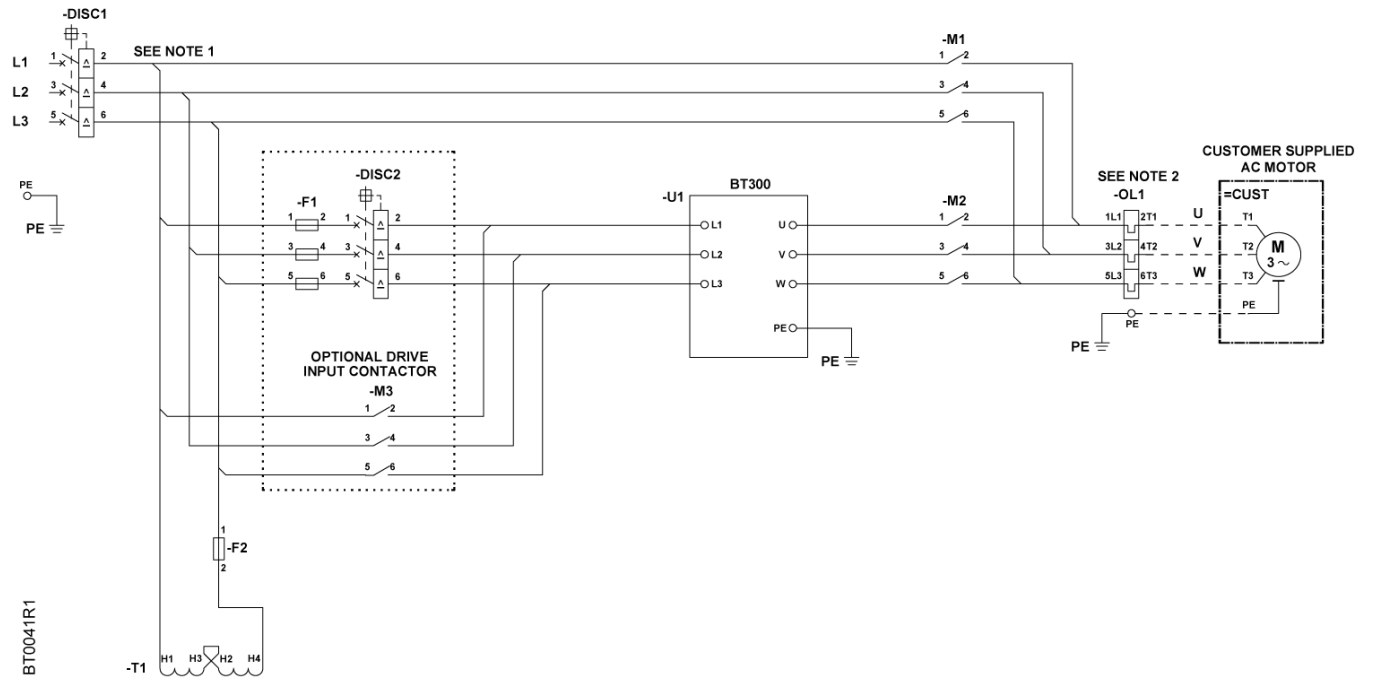 -DISC1
SEE NOTE 1
L1 1 2
L2 3 4
L3 5 6
-M1
1 2
3 4
5 6
PE
PE
-DISC2
-F1
1 2 1 2
3 4 3 4
5 6 5 6
OPTIONAL DRIVE
INPUT CONTACTOR
-M3
1 2
3 4
5 6
BT300
-U1
L1 U
L2 V
L3 W
PE
PE
-M2
1 2
3 4
5 6
SEE NOTE 2
-OL1
1L1 2T1 U
3L2 4T2 V
5L3 6T3 W
PE
PE
CUSTOMER SUPPLIED
AC MOTOR
=CUST
T1
T2
T3
M
3 ~
PE
1
-F2
2
-T1 H1 H3 H2 H4
BT0041R1